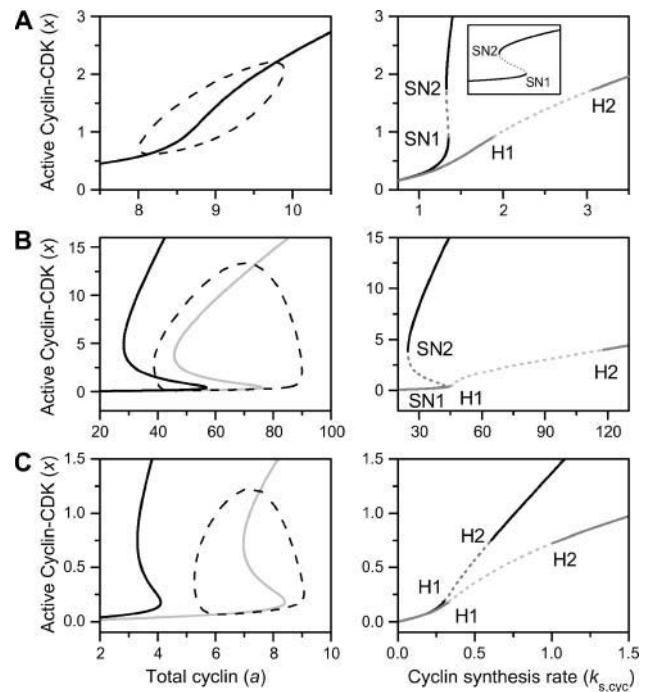 A
Active Cyclin-CDK (x)
3
2
1
0
8
9
10
3
2
1
0
SN2
SN1
SN2
SN1
H1
H2
1
2
3
B
Active Cyclin-CDK (x)
15
10
5
0
20
40
60
80
100
15
10
5
0
SN2
SN1
H1
H2
30
60
90
120
C
Active Cyclin-CDK (x)
1.5
1.0
0.5
0.0
2
4
6
8
10
Total cyclin (a)
1.5
1.0
0.5
0.0
H2
H1
H1
H2
0.0
0.5
1.0
1.5
Cyclin synthesis rate (ks,cyc)